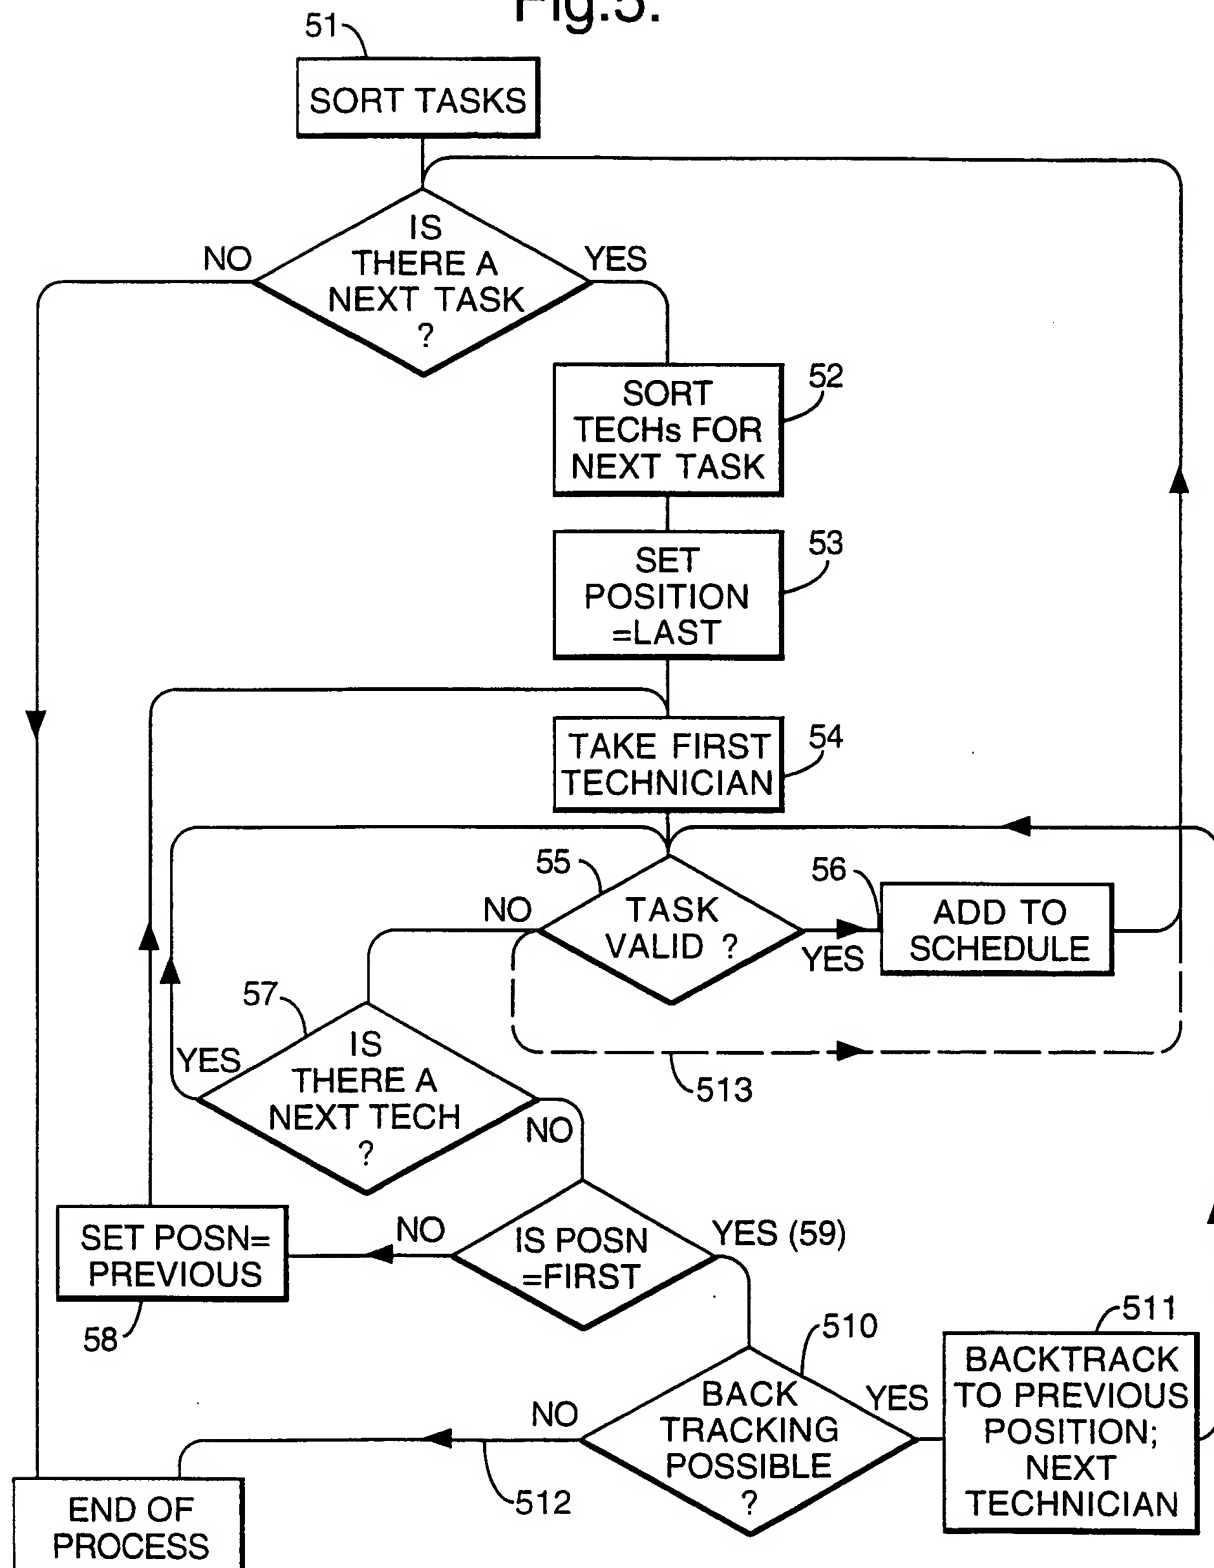 Fig.5.
51
SORT TASKS
IS
THERE A
NEXT TASK
?
NO
YES
52
SORT
TECHs FOR
NEXT TASK
53
SET
POSITION
=LAST
54
TAKE FIRST
TECHNICIAN
55
TASK
VALID ?
NO
YES
56
ADD TO
SCHEDULE
57
IS
THERE A
NEXT TECH
?
YES
NO
513
IS POSN
=FIRST
NO
YES (59)
SET POSN=
PREVIOUS
58
510
BACK
TRACKING
POSSIBLE
?
NO
YES
511
BACKTRACK
TO PREVIOUS
POSITION;
NEXT
TECHNICIAN
512
END OF
PROCESS